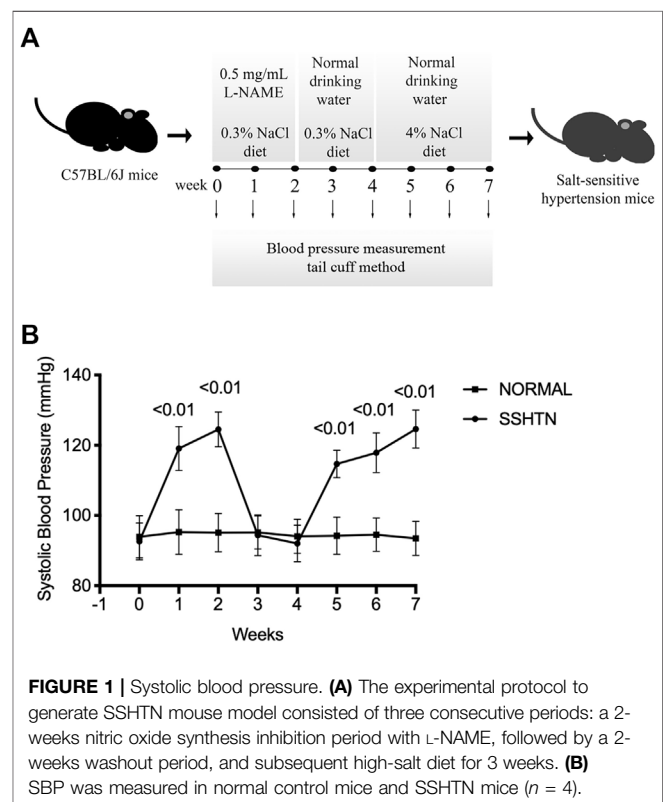 A
0.5 mg/mL
L-NAME
0.3% NaCl
diet
Normal
drinking
water
0.3% NaCl
diet
Normal
drinking
water
4% NaCl
diet
C57BL/6J mice
Salt-sensitive
hypertension mice
week 0 1 2 3 4 5 6 7
Blood pressure measurement
tail cuff method
B
Systolic Blood Pressure (mmHg)
140
120
100
80
<0.01
<0.01
<0.01
<0.01
<0.01
NORMAL
SSHTN
-1 0 1 2 3 4 5 6 7
Weeks
FIGURE 1 | Systolic blood pressure. (A) The experimental protocol to
generate SSHTN mouse model consisted of three consecutive periods: a 2-
weeks nitric oxide synthesis inhibition period with L-NAME, followed by a 2-
weeks washout period, and subsequent high-salt diet for 3 weeks. (B)
SBP was measured in normal control mice and SSHTN mice (n = 4).